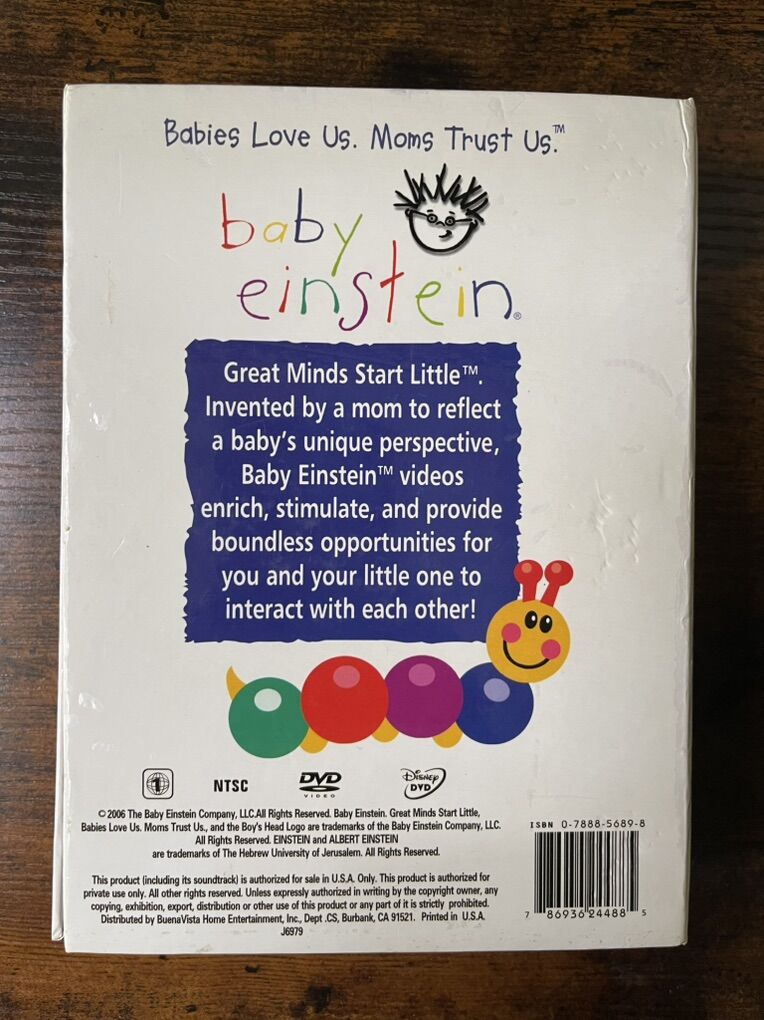 Babies Love Us. Moms Trust Us.™
baby
einstein®
Great Minds Start Little™.
Invented by a mom to reflect
a baby's unique perspective,
Baby Einstein™ videos
enrich, stimulate, and provide
boundless opportunities for
you and your little one to
interact with each other!
1
NTSC
DVD
VIDEO
Disney
DVD
© 2006 The Baby Einstein Company, LLC.All Rights Reserved. Baby Einstein. Great Minds Start Little,
Babies Love Us. Moms Trust Us., and the Boy's Head Logo are trademarks of the Baby Einstein Company, LLC.
All Rights Reserved. EINSTEIN and ALBERT EINSTEIN
are trademarks of The Hebrew University of Jerusalem. All Rights Reserved.
This product (including its soundtrack) is authorized for sale in U.S.A. Only. This product is authorized for
private use only. All other rights reserved. Unless expressly authorized in writing by the copyright owner, any
copying, exhibition, export, distribution or other use of this product or any part of it is strictly prohibited.
Distributed by BuenaVista Home Entertainment, Inc., Dept .CS, Burbank, CA 91521. Printed in U.S.A.
J6979
ISBN 0-7888-5689-8
7 86936 24488 5